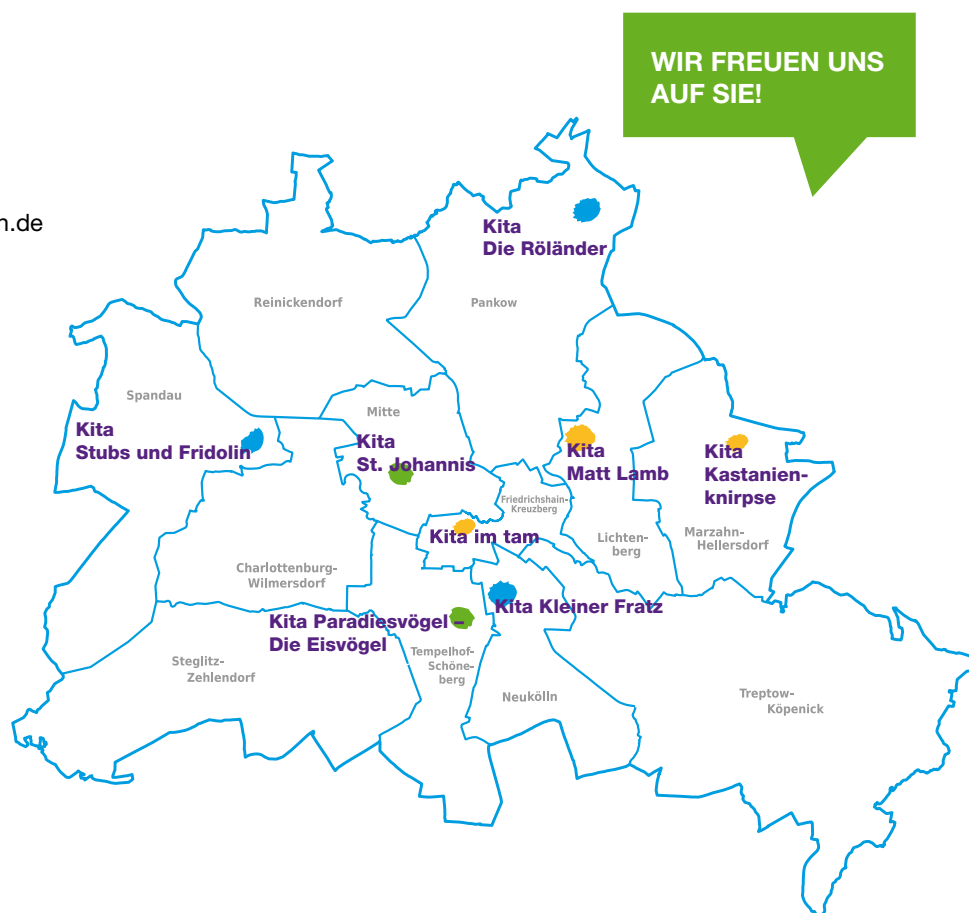 WIR FREUEN UNS
AUF SIE!
n.de
Kita
Die Röländer
Reinickendorf
Pankow
Spandau
Mitte
Kita
Stubs und Fridolin
Kita
St. Johannis
Kita
Matt Lamb
Kita
Kastanien-
knirpse
Friedrichshain-
Kreuzberg
Kita im tam
Lichten-
berg
Marzahn-
Hellersdorf
Charlottenburg-
Wilmersdorf
Kita Kleiner Fratz
Kita Paradiesvögel –
Die Eisvögel
Tempelhof-
Schöne-
berg
Steglitz-
Zehlendorf
Neukölln
Treptow-
Köpenick